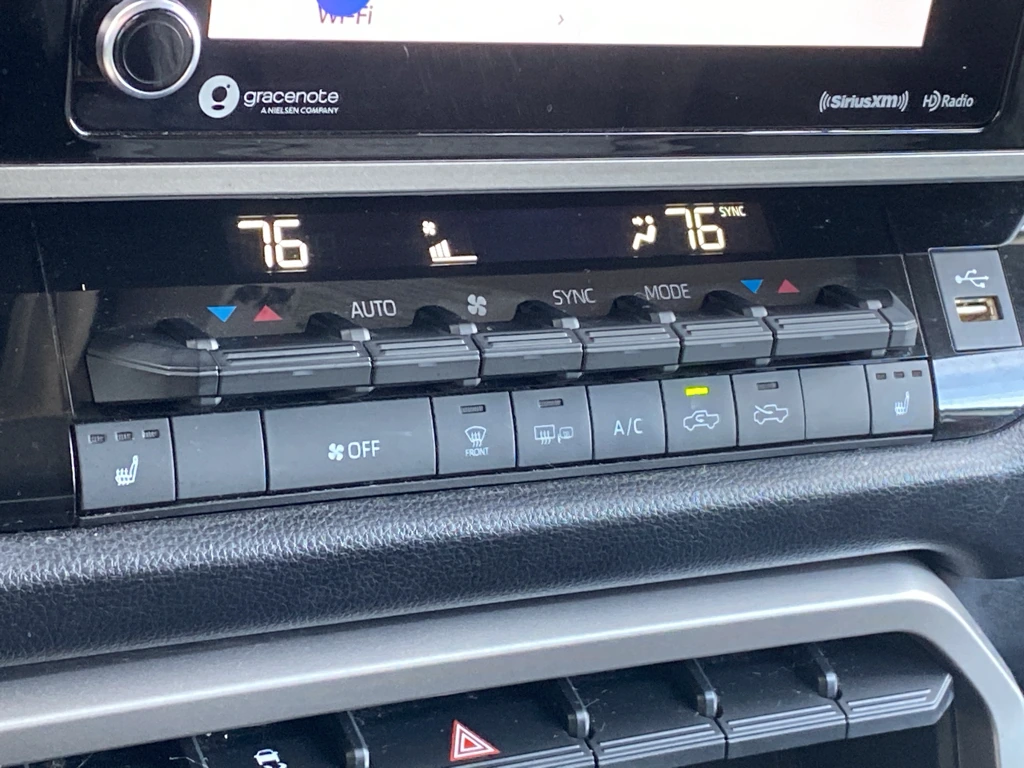 Wi-Fi
gracenote
A NIELSEN COMPANY
SiriusXM
HD Radio
76
76 SYNC
AUTO
SYNC
MODE
OFF
FRONT
A/C